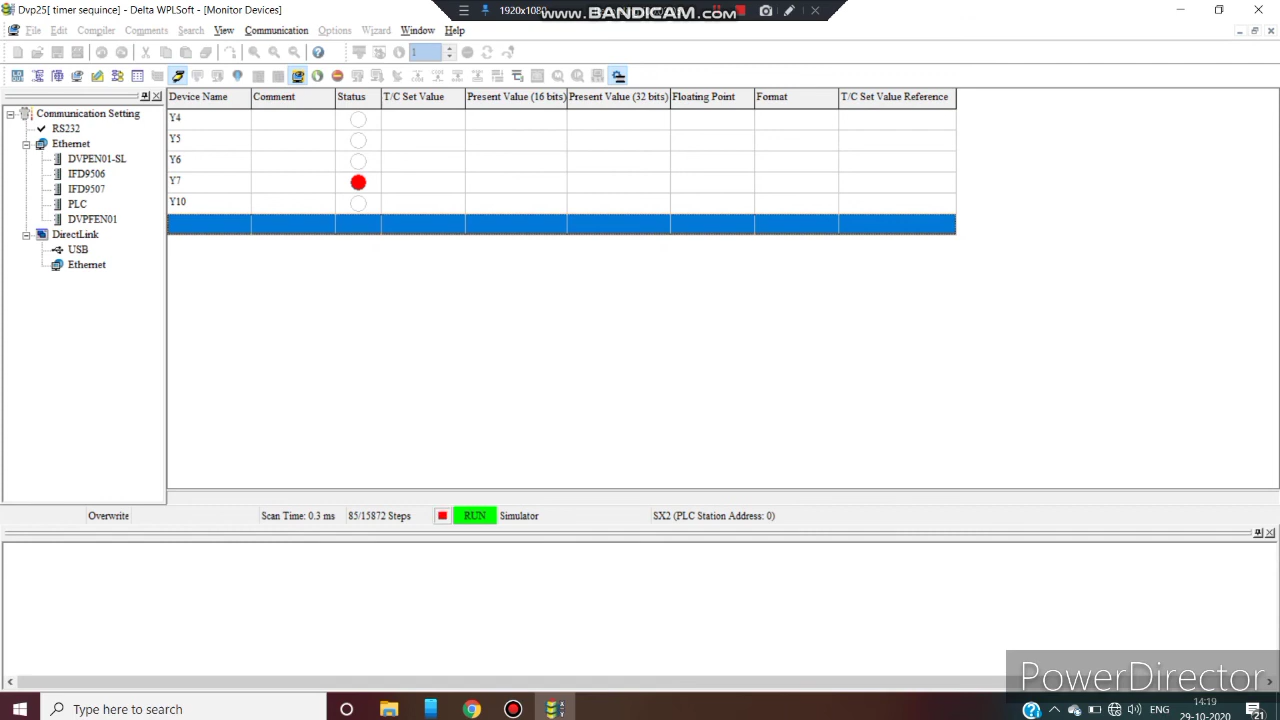 Dvp25[ timer sequince] - Delta WPLSoft - [Monitor Devices]
1920x1080
www.BANDICAM.com
File Edit Compiler Comments Search View Communication Options Wizard Window Help
1
Device Name Comment Status T/C Set Value Present Value (16 bits) Present Value (32 bits) Floating Point Format T/C Set Value Reference
Communication Setting
RS232
Ethernet
DVPEN01-SL
IFD9506
IFD9507
PLC
DVPFEN01
DirectLink
USB
Ethernet
Y4
Y5
Y6
Y7
Y10
Overwrite Scan Time: 0.3 ms 85/15872 Steps RUN Simulator SX2 (PLC Station Address: 0)
PowerDirector
Type here to search
ENG
14:19
29-10-2020
2